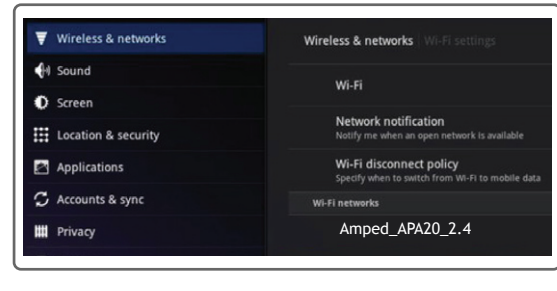 Wireless & networks
Sound
Screen
Location & security
Applications
Accounts & sync
Privacy
Wireless & networks Wi-Fi settings
Wi-Fi
Network notification
Notify me when an open network is available
Wi-Fi disconnect policy
Specify when to switch from Wi-Fi to mobile data
Wi-Fi networks
Amped_APA20_2.4